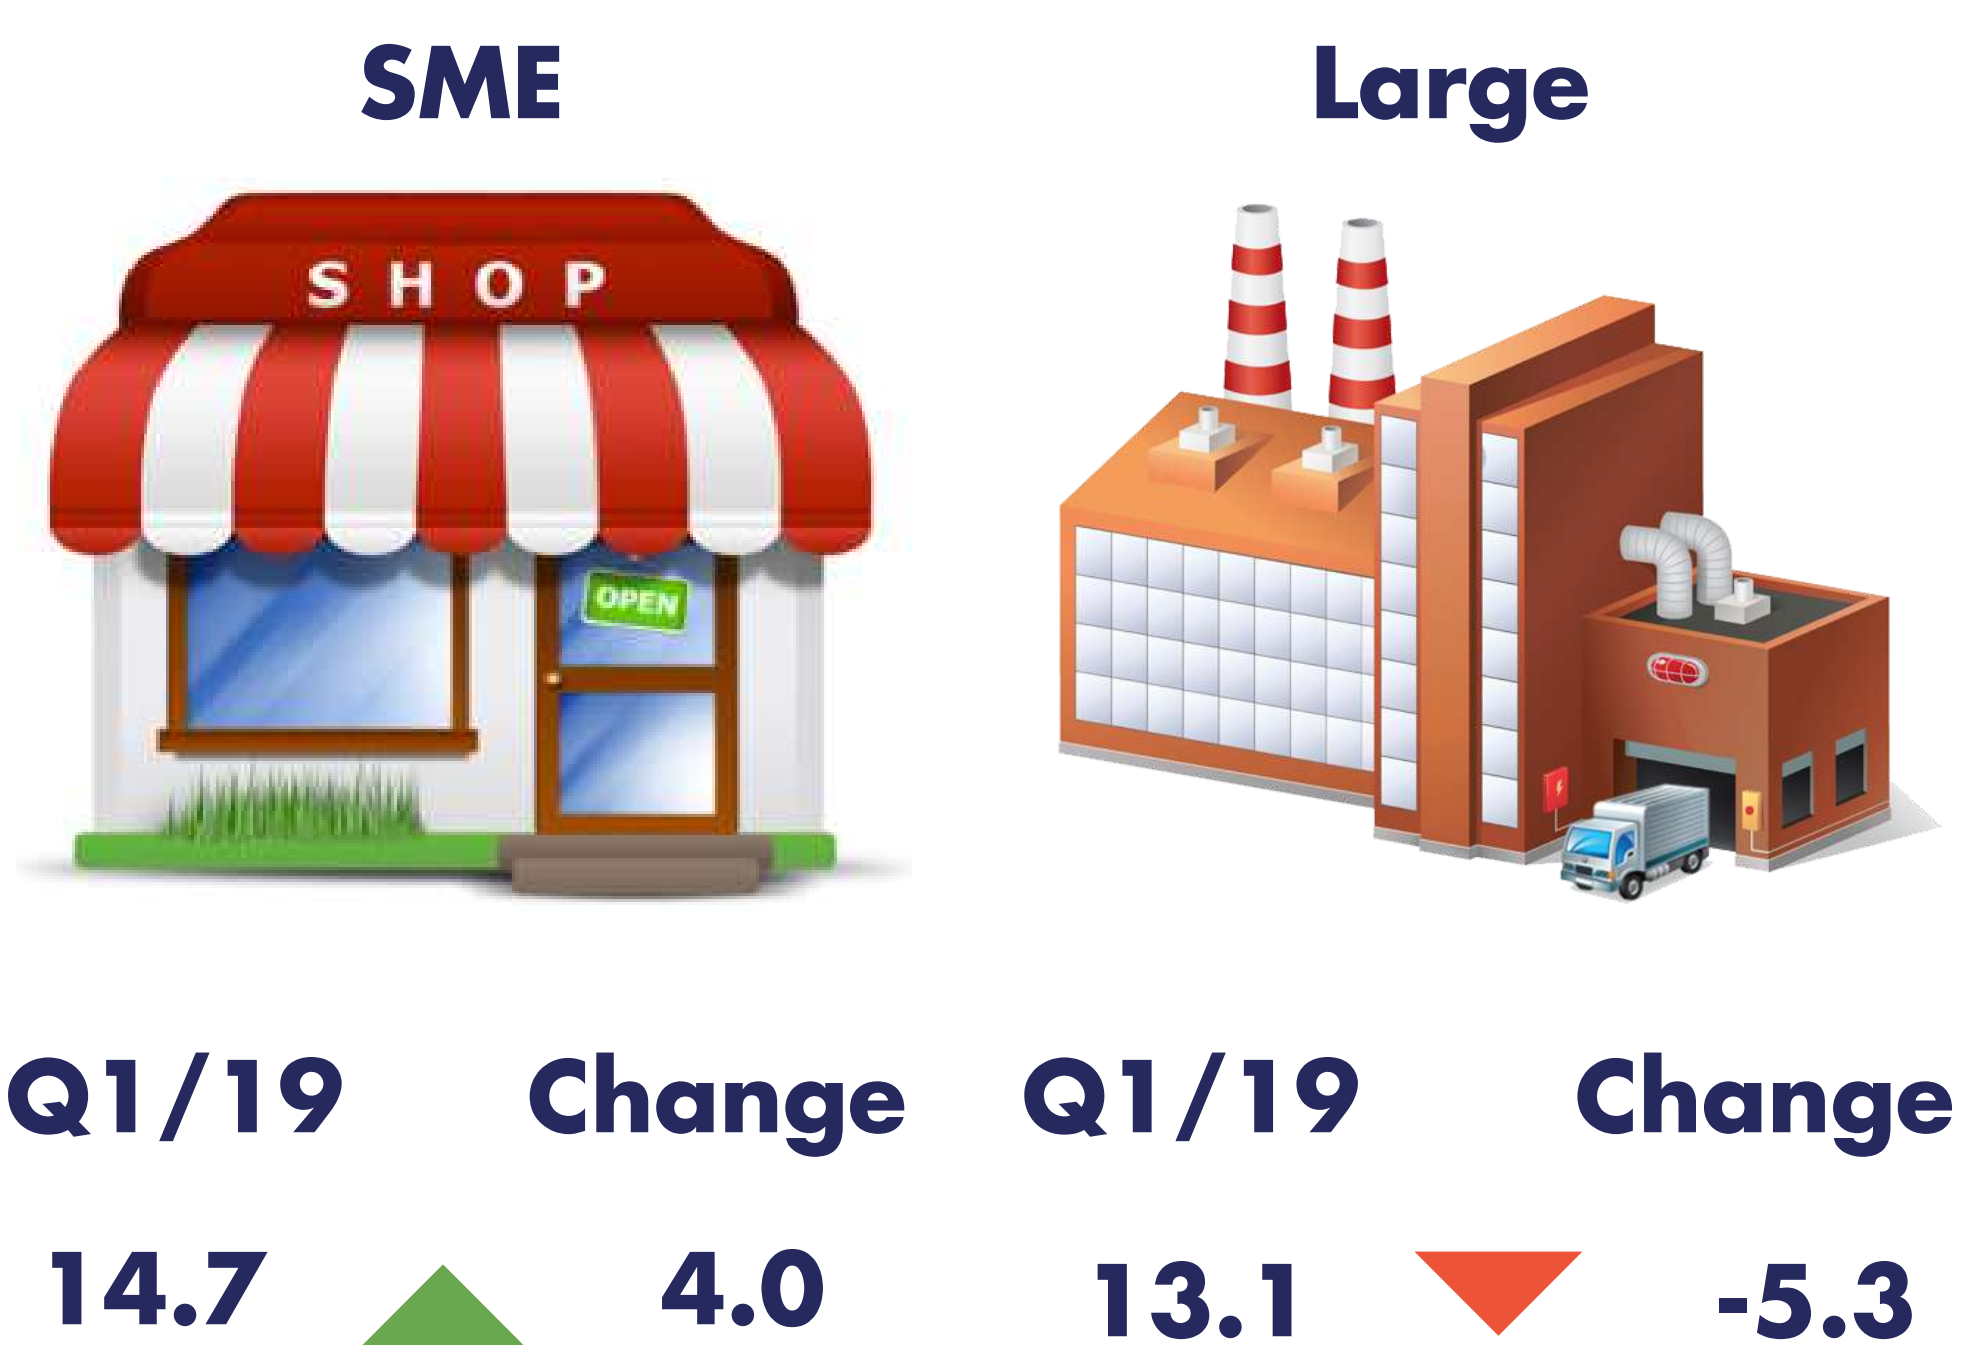 SME
Large
SHOP
OPEN
Q1/19 Change Q1/19 Change
14.7 4.0 13.1 -5.3